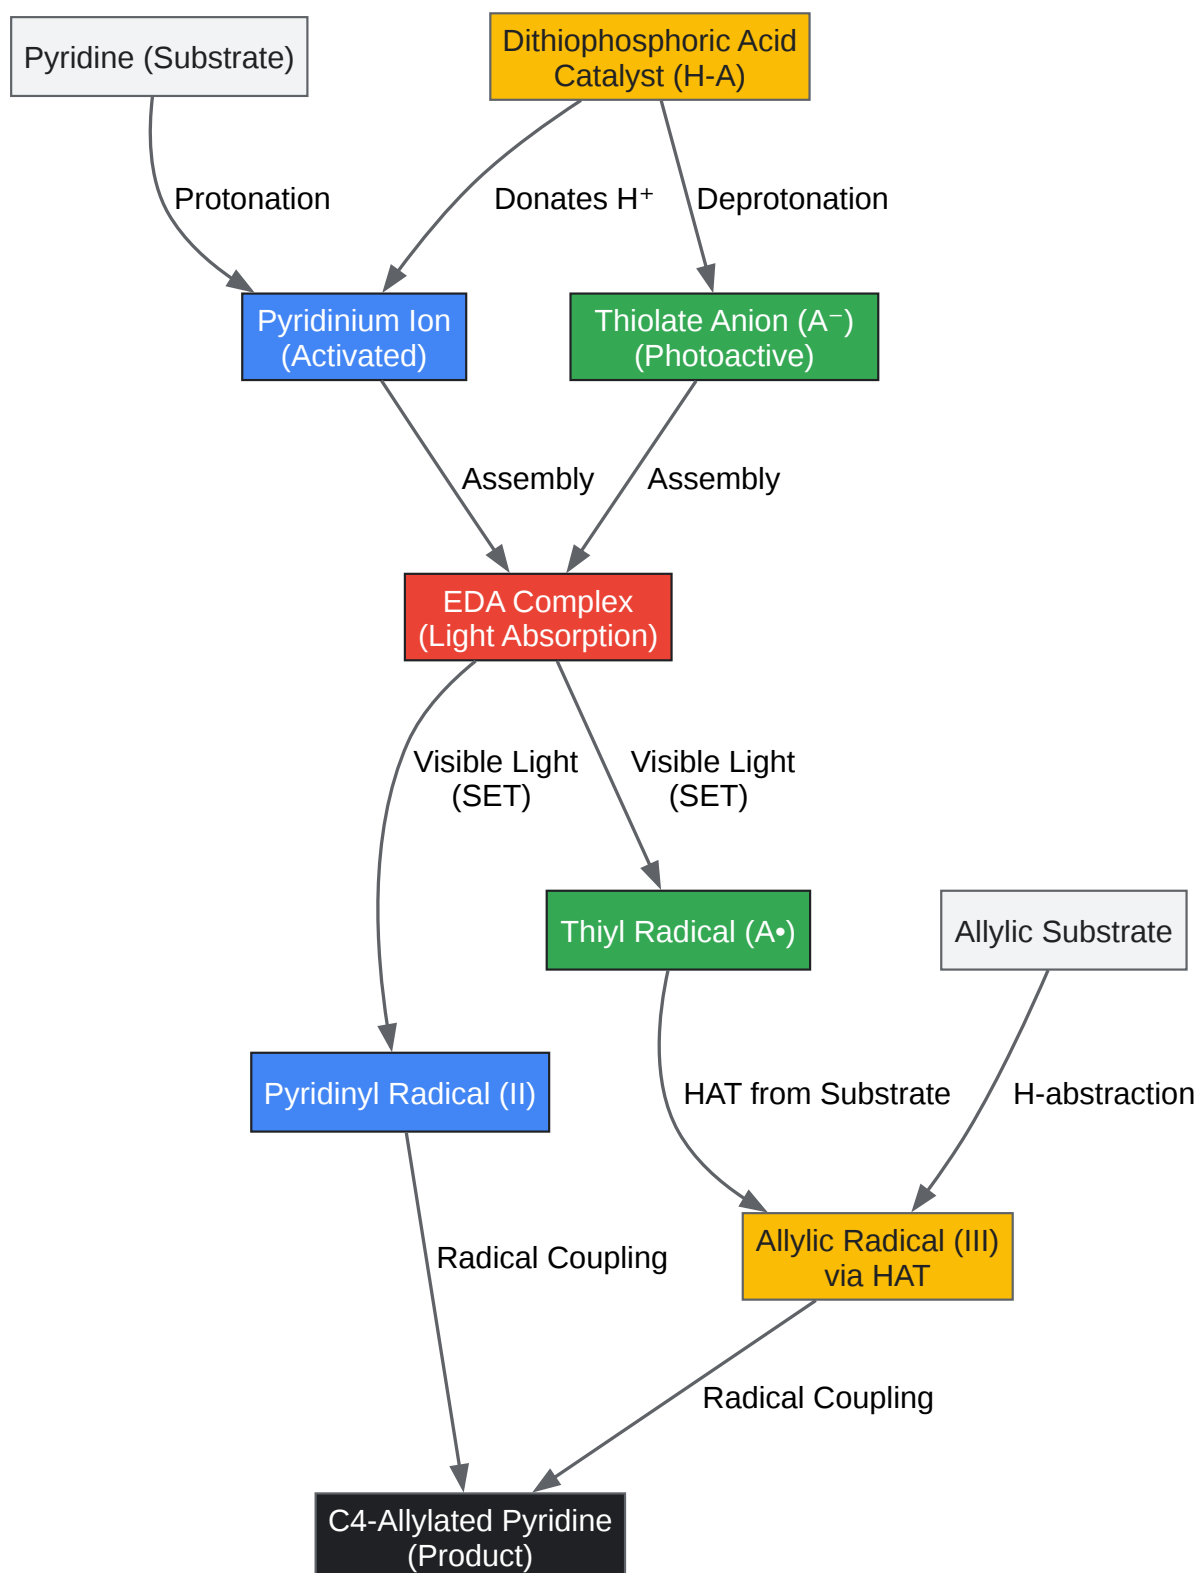 Pyridine (Substrate)
Dithiophosphoric Acid
Catalyst (H-A)
Protonation
Donates H⁺
Deprotonation
Pyridinium Ion
(Activated)
Thiolate Anion (A⁻)
(Photoactive)
Assembly
Assembly
EDA Complex
(Light Absorption)
Visible Light
(SET)
Visible Light
(SET)
Thiyl Radical (A•)
Allylic Substrate
Pyridinyl Radical (II)
HAT from Substrate
H-abstraction
Allylic Radical (III)
via HAT
Radical Coupling
Radical Coupling
C4-Allylated Pyridine
(Product)